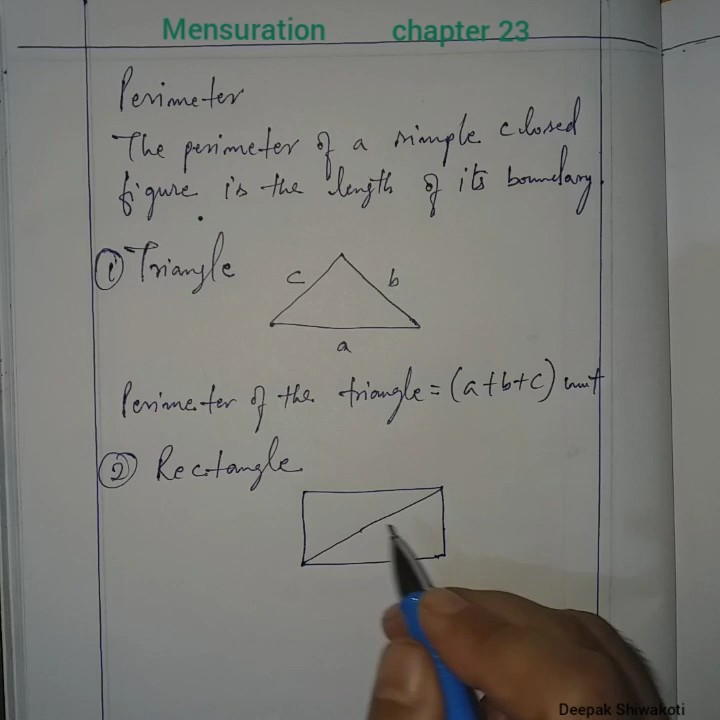 Mensuration chapter 23
Perimeter
The perimeter of a simple closed
figure is the length of its boundary.
① Triangle
c b
a
Perimeter of the triangle = (a+b+c) unit
② Rectangle
Deepak Shiwakoti